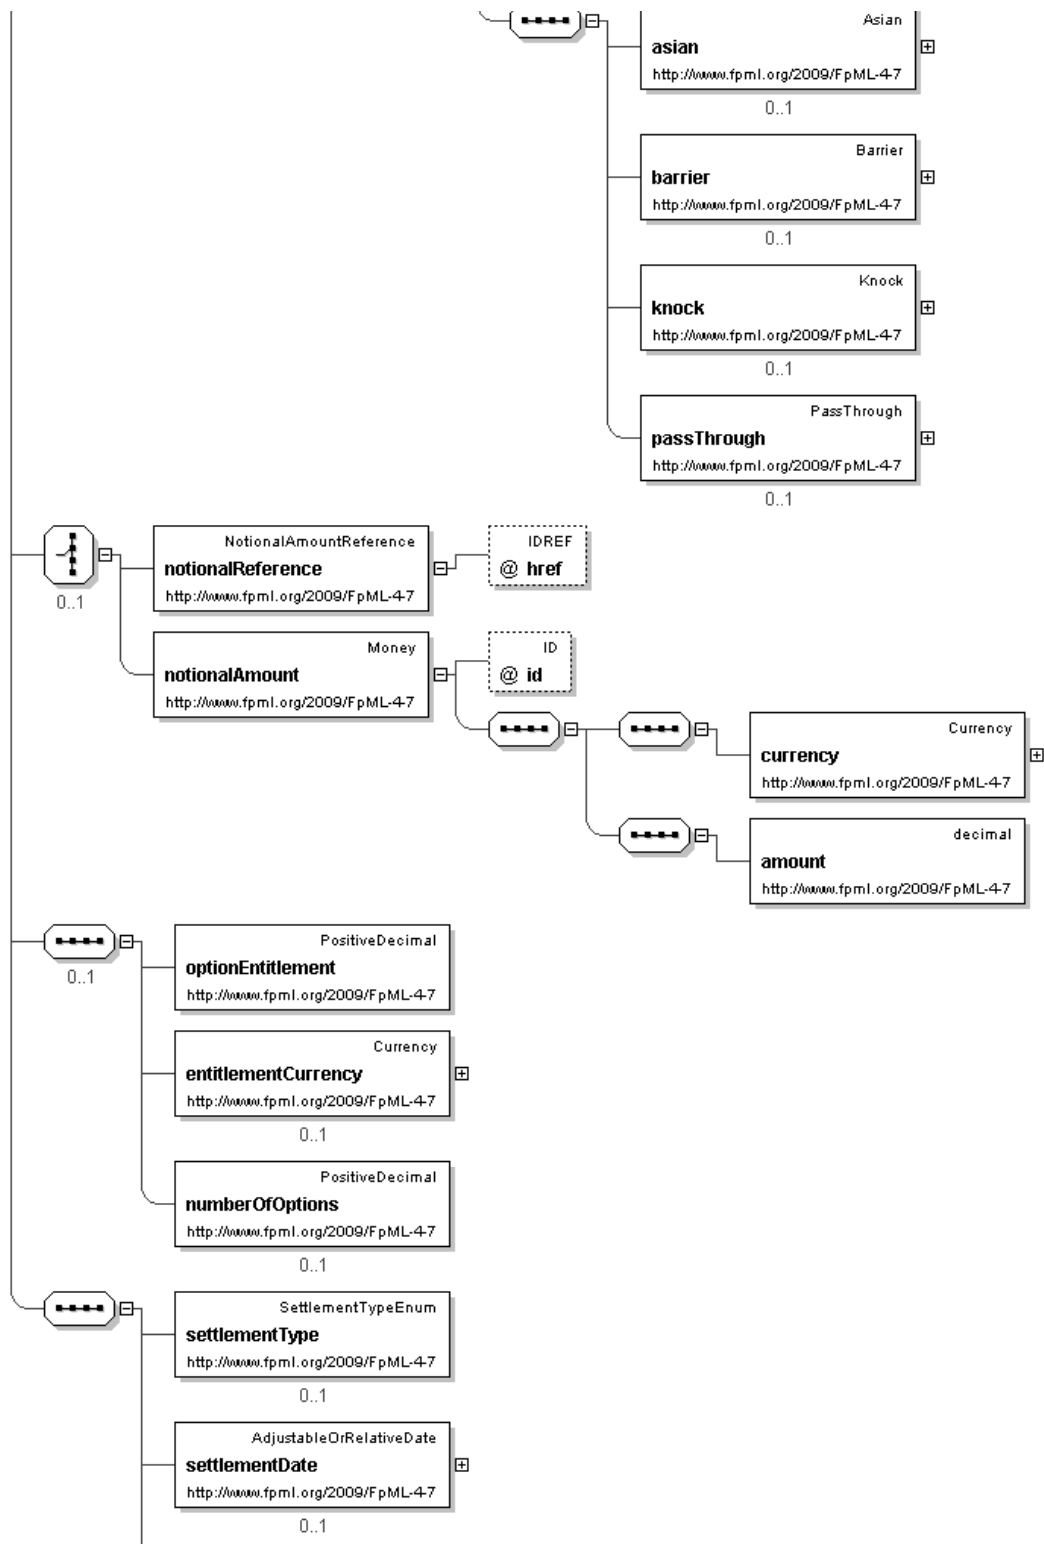 Asian
asian
http://www.fpml.org/2009/FpML-4-7
0..1
Barrier
barrier
http://www.fpml.org/2009/FpML-4-7
0..1
Knock
knock
http://www.fpml.org/2009/FpML-4-7
0..1
PassThrough
passThrough
http://www.fpml.org/2009/FpML-4-7
0..1
0..1
NotionalAmountReference
notionalReference
http://www.fpml.org/2009/FpML-4-7
IDREF
@ href
Money
notionalAmount
http://www.fpml.org/2009/FpML-4-7
ID
@ id
Currency
currency
http://www.fpml.org/2009/FpML-4-7
decimal
amount
http://www.fpml.org/2009/FpML-4-7
0..1
PositiveDecimal
optionEntitlement
http://www.fpml.org/2009/FpML-4-7
Currency
entitlementCurrency
http://www.fpml.org/2009/FpML-4-7
0..1
PositiveDecimal
numberOfOptions
http://www.fpml.org/2009/FpML-4-7
0..1
SettlementTypeEnum
settlementType
http://www.fpml.org/2009/FpML-4-7
0..1
AdjustableOrRelativeDate
settlementDate
http://www.fpml.org/2009/FpML-4-7
0..1